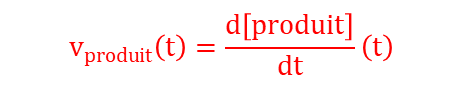 v_produit(t) = d[produit]/dt (t)